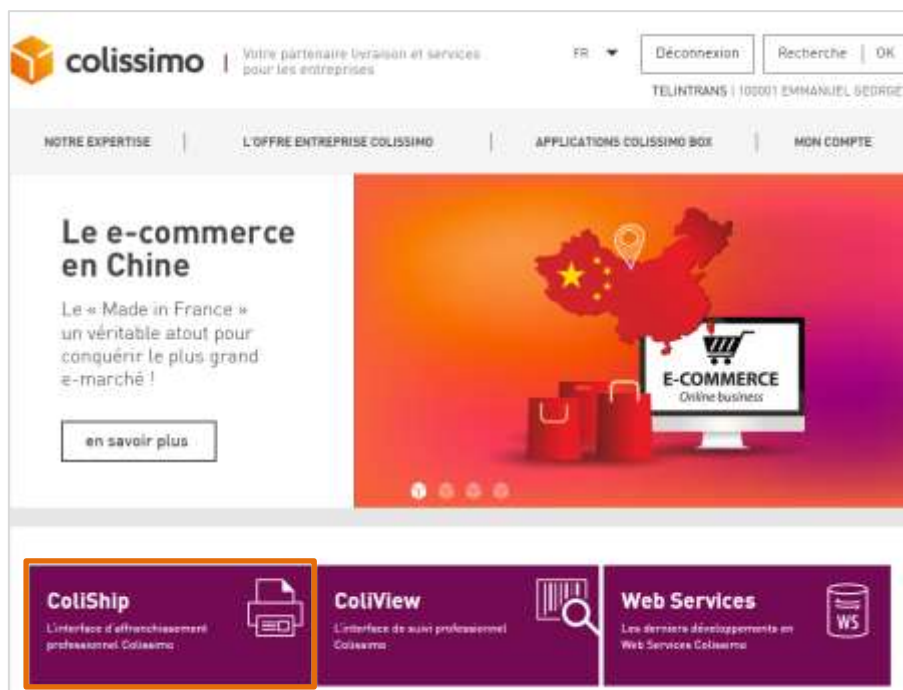 colissimo
Votre partenaire livraison et services
pour les entreprises
FR
Déconnexion
Recherche | OK
TELINTRANS | 100001 EMMANUEL GEORGE
NOTRE EXPERTISE
L'OFFRE ENTREPRISE COLISSIMO
APPLICATIONS COLISSIMO BOX
MON COMPTE
Le e-commerce
en Chine
Le « Made in France »
un véritable atout pour
conquérir le plus grand
e-marché !
en savoir plus
E-COMMERCE
Online business
ColiShip
L'interface d'affranchissement
professionnel Colissimo
ColiView
L'interface de suivi professionnel
Colissimo
Web Services
Les derniers développements en
Web Services Colissimo
WS